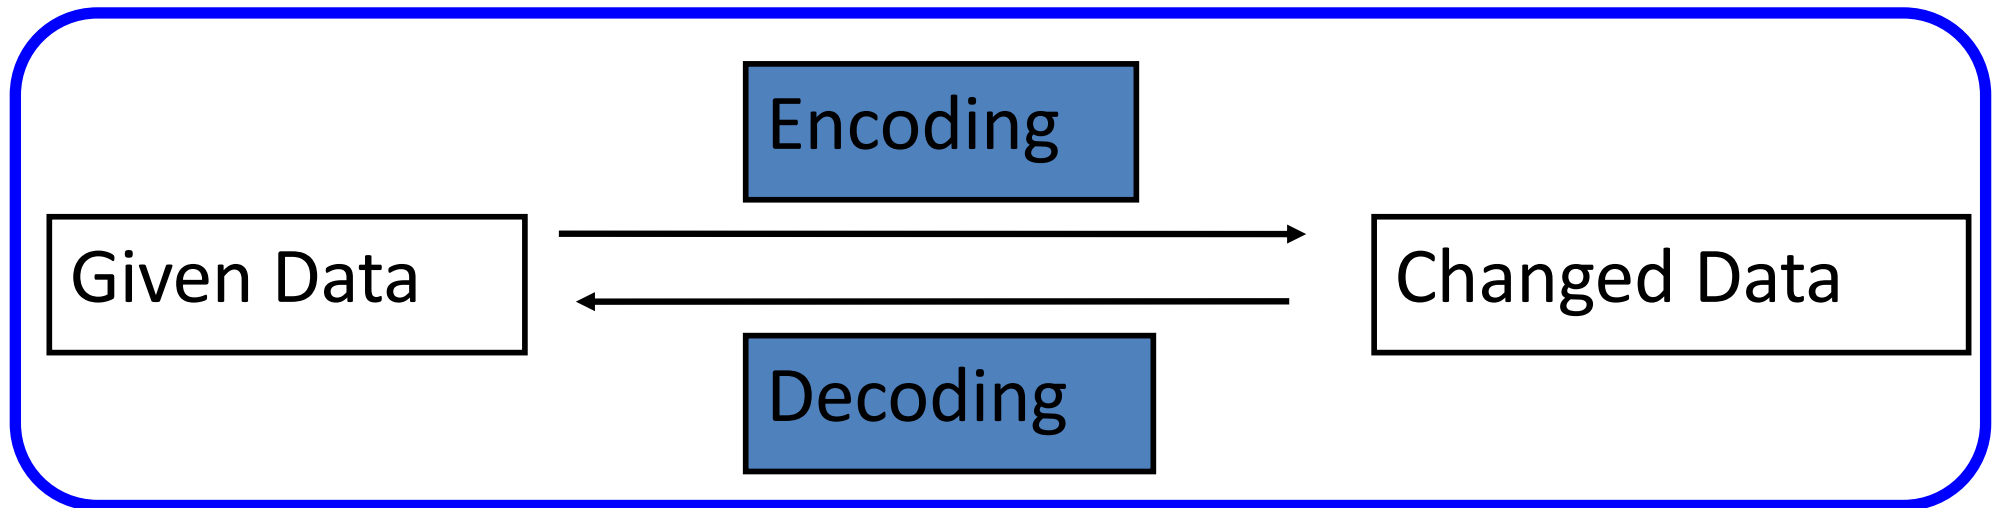 Encoding
Given Data
Changed Data
Decoding